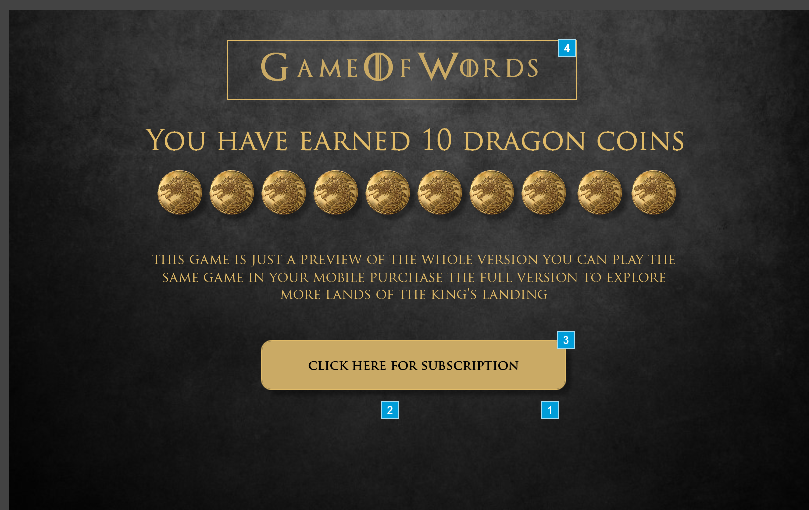 GAME OF WORDS
4
YOU HAVE EARNED 10 DRAGON COINS
THIS GAME IS JUST A PREVIEW OF THE WHOLE VERSION YOU CAN PLAY THE
SAME GAME IN YOUR MOBILE PURCHASE THE FULL VERSION TO EXPLORE
MORE LANDS OF THE KING'S LANDING
3
CLICK HERE FOR SUBSCRIPTION
2
1